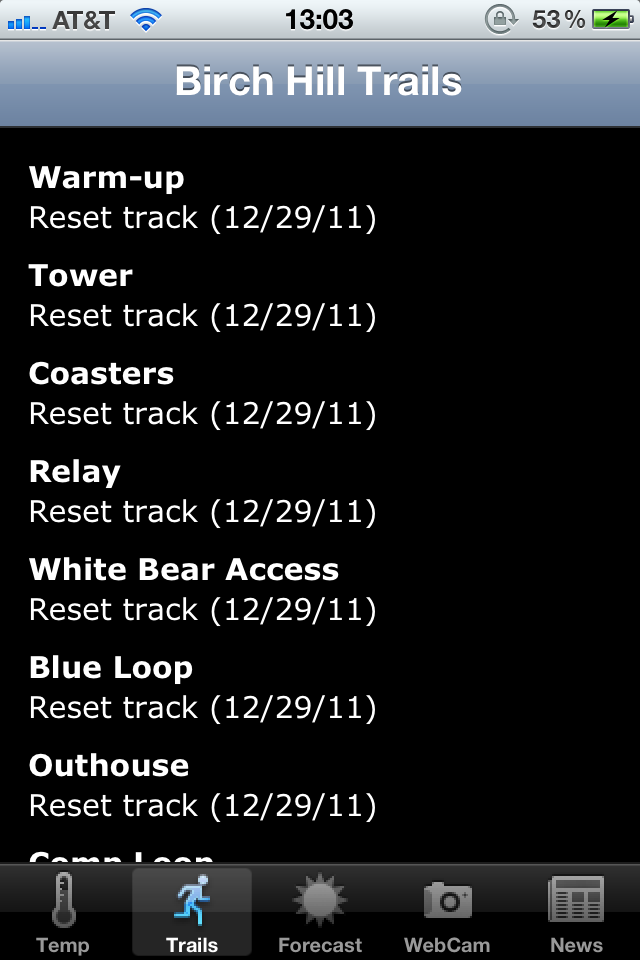 AT&T 13:03 53%
Birch Hill Trails
Warm-up
Reset track (12/29/11)
Tower
Reset track (12/29/11)
Coasters
Reset track (12/29/11)
Relay
Reset track (12/29/11)
White Bear Access
Reset track (12/29/11)
Blue Loop
Reset track (12/29/11)
Outhouse
Reset track (12/29/11)
Comp Loop
Temp Trails Forecast WebCam News